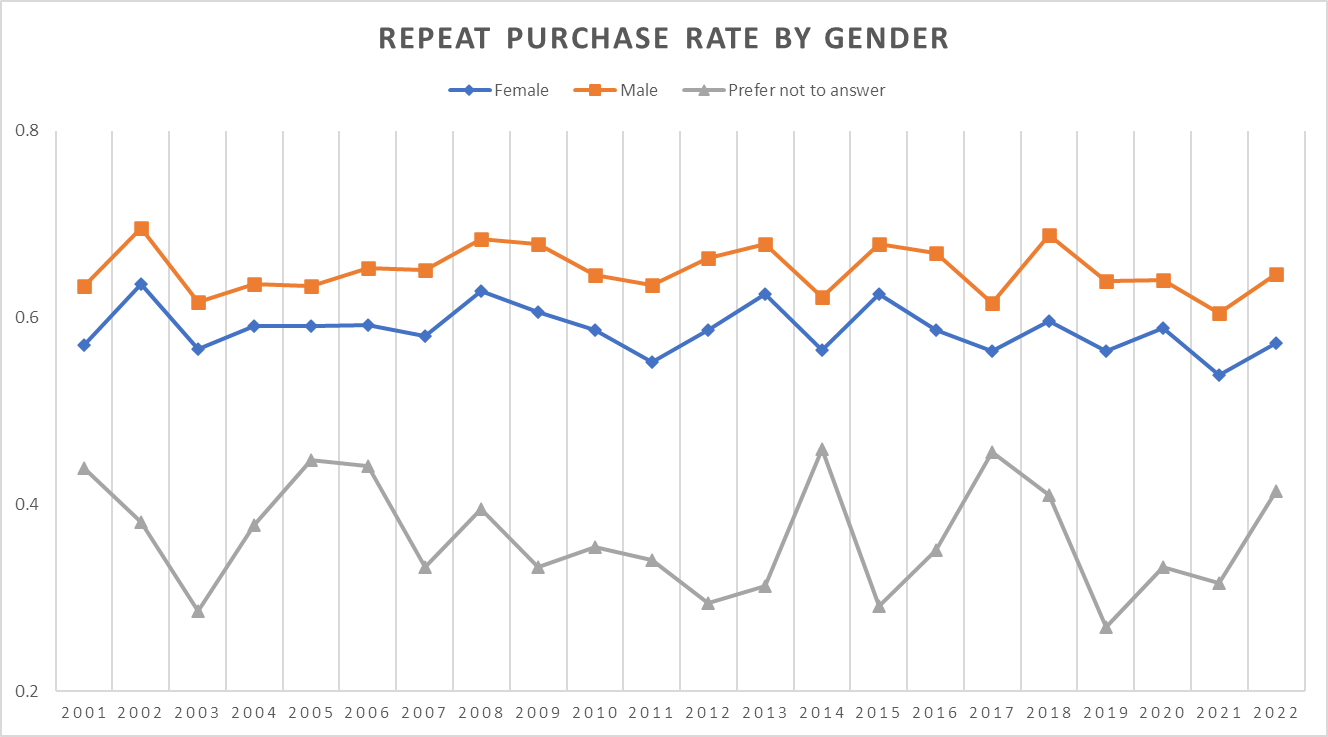 REPEAT PURCHASE RATE BY GENDER
Female Male Prefer not to answer
0.8
0.6
0.4
0.2
2001 2002 2003 2004 2005 2006 2007 2008 2009 2010 2011 2012 2013 2014 2015 2016 2017 2018 2019 2020 2021 2022